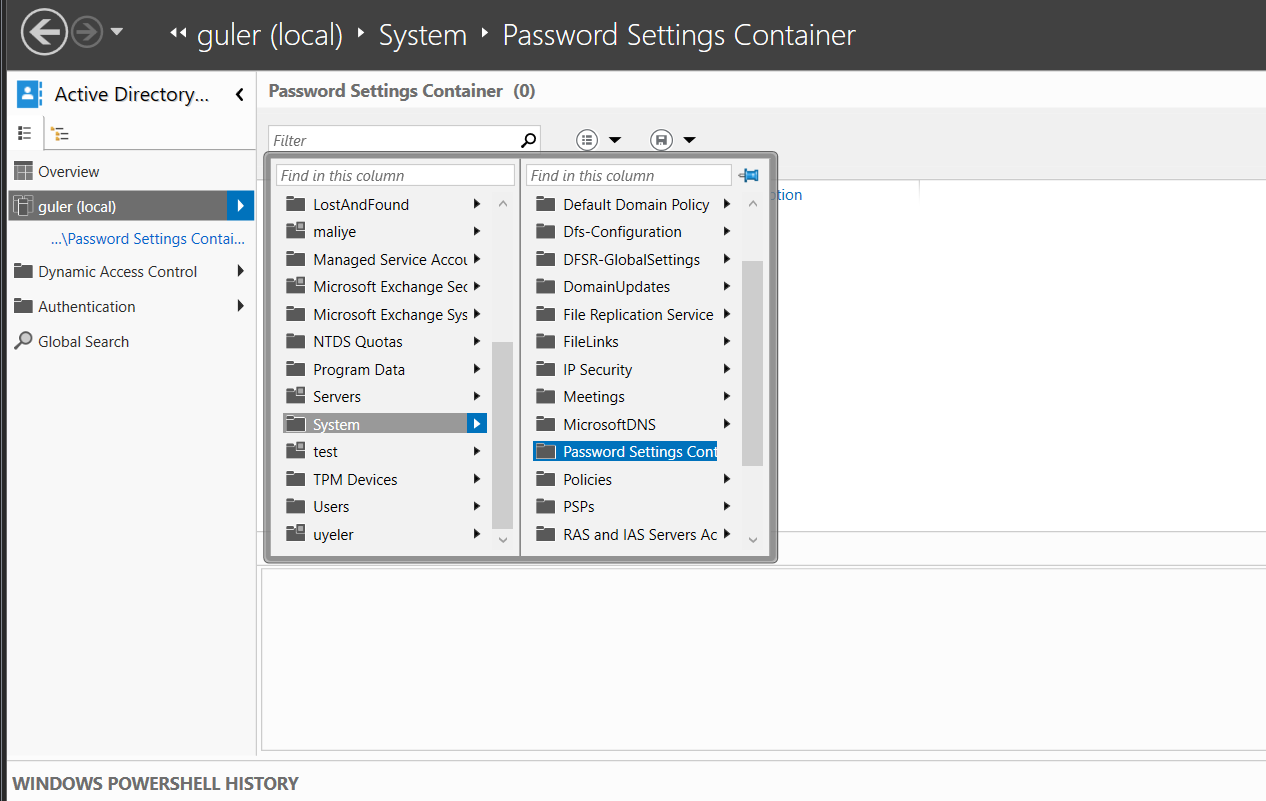 guler (local) System Password Settings Container
Active Directory...
Password Settings Container (0)
Filter
Overview
guler (local)
...\Password Settings Contai...
Dynamic Access Control
Authentication
Global Search
Find in this column
LostAndFound
maliye
Managed Service Accou
Microsoft Exchange Sec
Microsoft Exchange Sys
NTDS Quotas
Program Data
Servers
System
test
TPM Devices
Users
uyeler
Find in this column
Default Domain Policy
Dfs-Configuration
DFSR-GlobalSettings
DomainUpdates
File Replication Service
FileLinks
IP Security
Meetings
MicrosoftDNS
Password Settings Cont
Policies
PSPs
RAS and IAS Servers Ac
ption
WINDOWS POWERSHELL HISTORY